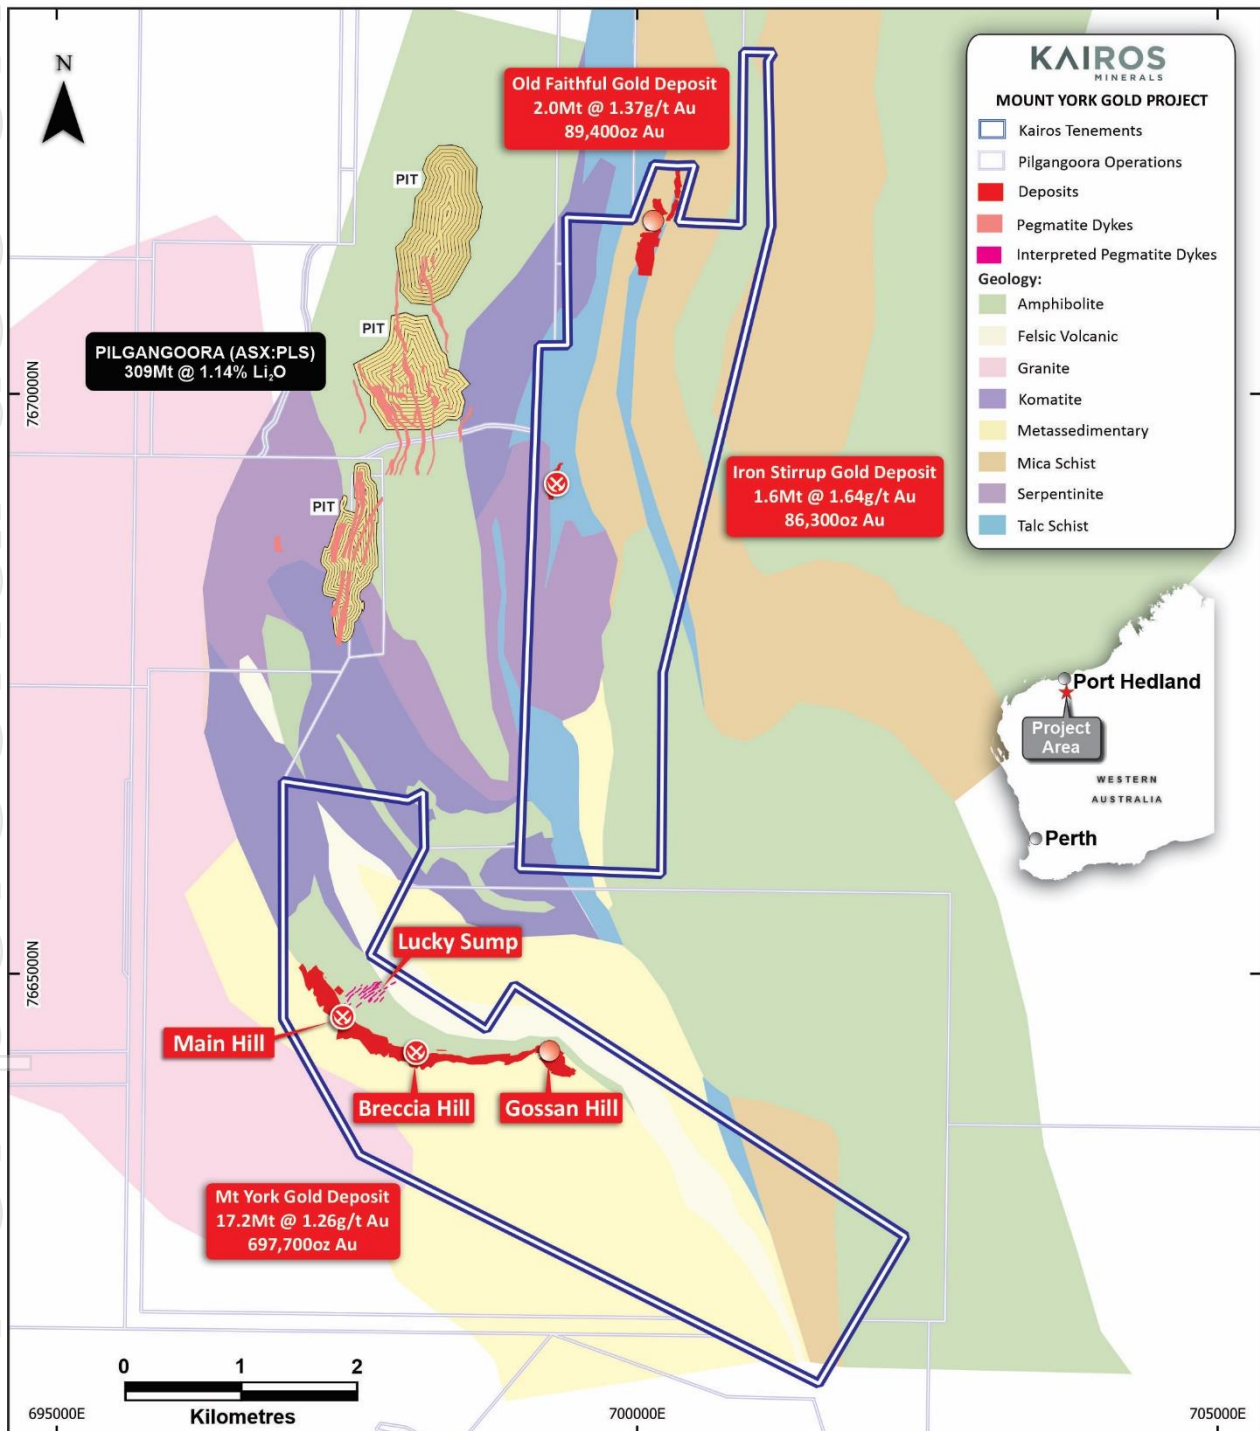 N
Old Faithful Gold Deposit
2.0Mt @ 1.37g/t Au
89,400oz Au
KAIROS
MINERALS
MOUNT YORK GOLD PROJECT
Kairos Tenements
Pilgangoora Operations
Deposits
Pegmatite Dykes
Interpreted Pegmatite Dykes
Geology:
Amphibolite
Felsic Volcanic
Granite
Komatite
Metassedimentary
Mica Schist
Serpentinite
Talc Schist
PIT
PIT
PILGANGOORA (ASX:PLS)
309Mt @ 1.14% Li₂O
7670000N
Iron Stirrup Gold Deposit
1.6Mt @ 1.64g/t Au
86,300oz Au
PIT
Port Hedland
Project
Area
WESTERN
AUSTRALIA
Perth
Lucky Sump
7665000N
Main Hill
Breccia Hill
Gossan Hill
Mt York Gold Deposit
17.2Mt @ 1.26g/t Au
697,700oz Au
0 1 2
Kilometres
695000E 700000E 705000E